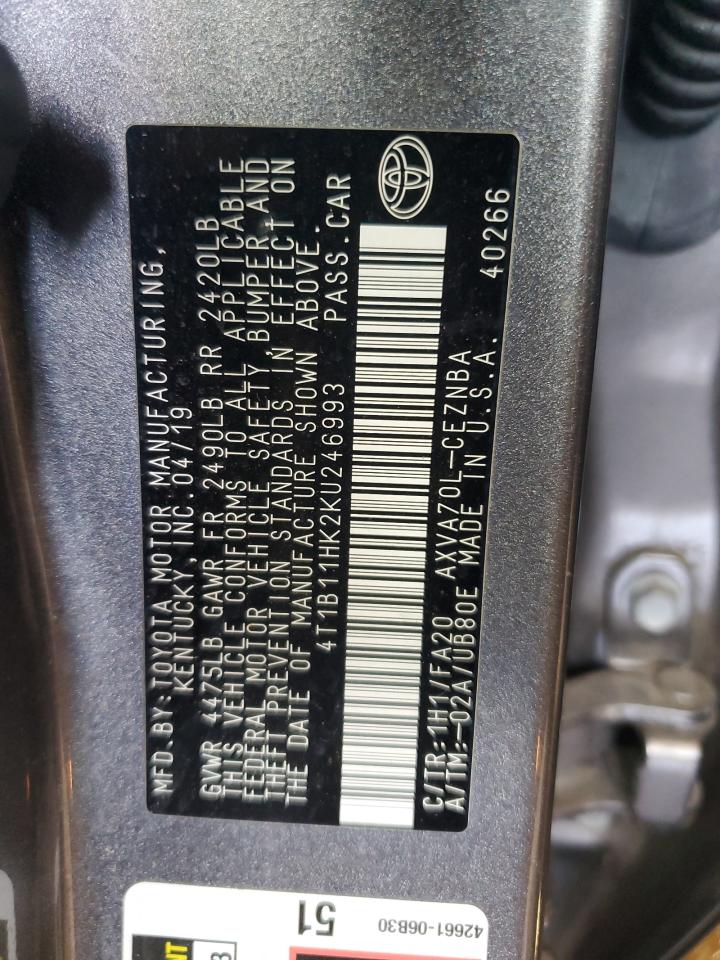 MFD.BY:TOYOTA MOTOR MANUFACTURING,
KENTUCKY, INC.04/19
GVWR 4475LB GAWR FR 2490LB RR 2420LB
THIS VEHICLE CONFORMS TO ALL APPLICABLE
FEDERAL MOTOR VEHICLE SAFETY,BUMPER,AND
THEFT PREVENTION STANDARDS IN EFFECT ON
THE DATE OF MANUFACTURE SHOWN ABOVE.
4T1B11HK2KU246993 PASS.CAR
C/TR:1H1/FA20 AXVA70L-CEZNBA
A/TM:-02A/UB80E MADE IN U.S.A. 40266
51
42661-06B30